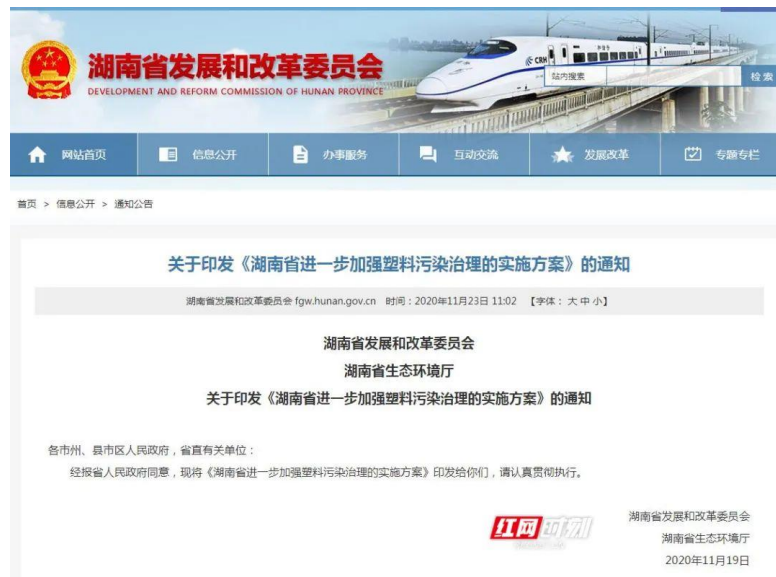 湖南省发展和改革委员会
DEVELOPMENT AND REFORM COMMISSION OF HUNAN PROVINCE
CRH
站内搜索
检索
网站首页 信息公开 办事服务 互动交流 发展改革 专题专栏
首页 > 信息公开 > 通知公告
关于印发《湖南省进一步加强塑料污染治理的实施方案》的通知
湖南省发展和改革委员会 fgw.hunan.gov.cn 时间：2020年11月23日 11:02 【字体： 大 中 小】
湖南省发展和改革委员会
湖南省生态环境厅
关于印发《湖南省进一步加强塑料污染治理的实施方案》的通知
各市州、县市区人民政府，省直有关单位：
经报省人民政府同意，现将《湖南省进一步加强塑料污染治理的实施方案》印发给你们，请认真贯彻执行。
红网时刻
湖南省发展和改革委员会
湖南省生态环境厅
2020年11月19日